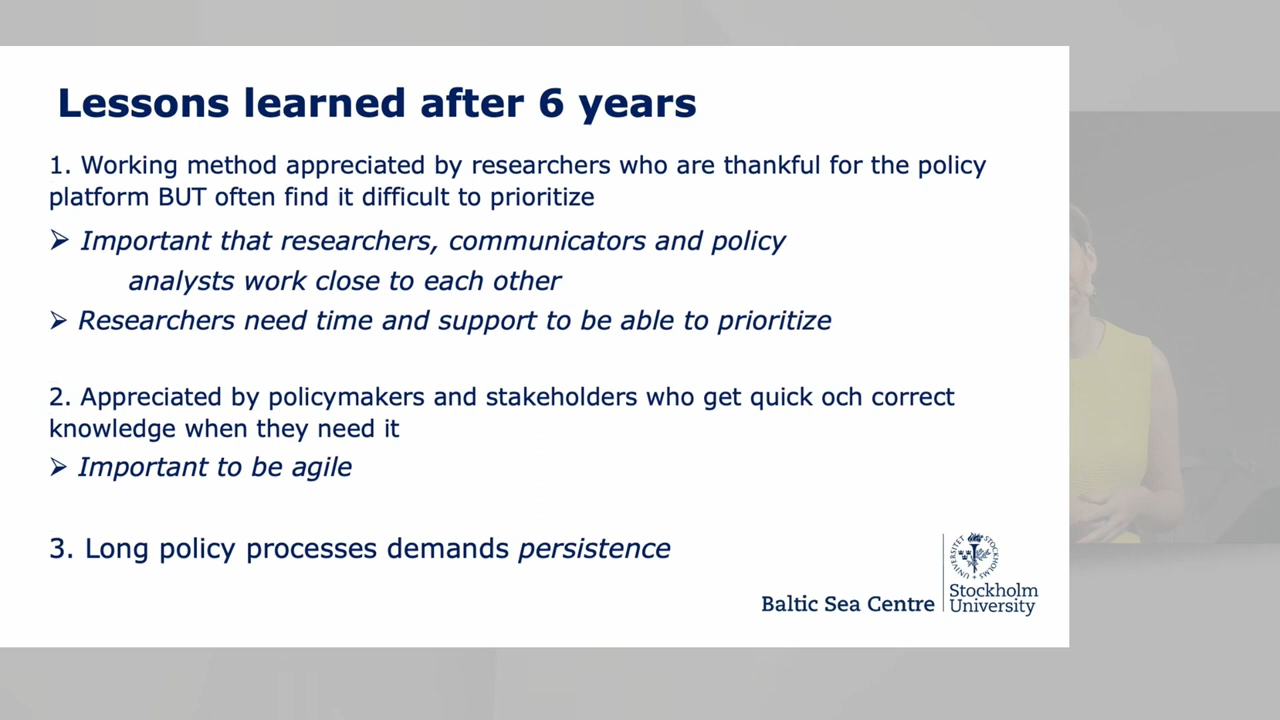 Lessons learned after 6 years
1. Working method appreciated by researchers who are thankful for the policy
platform BUT often find it difficult to prioritize
➢ Important that researchers, communicators and policy
analysts work close to each other
➢ Researchers need time and support to be able to prioritize
2. Appreciated by policymakers and stakeholders who get quick och correct
knowledge when they need it
➢ Important to be agile
3. Long policy processes demands persistence
Baltic Sea Centre
STOCKHOLMS UNIVERSITET
Stockholm
University